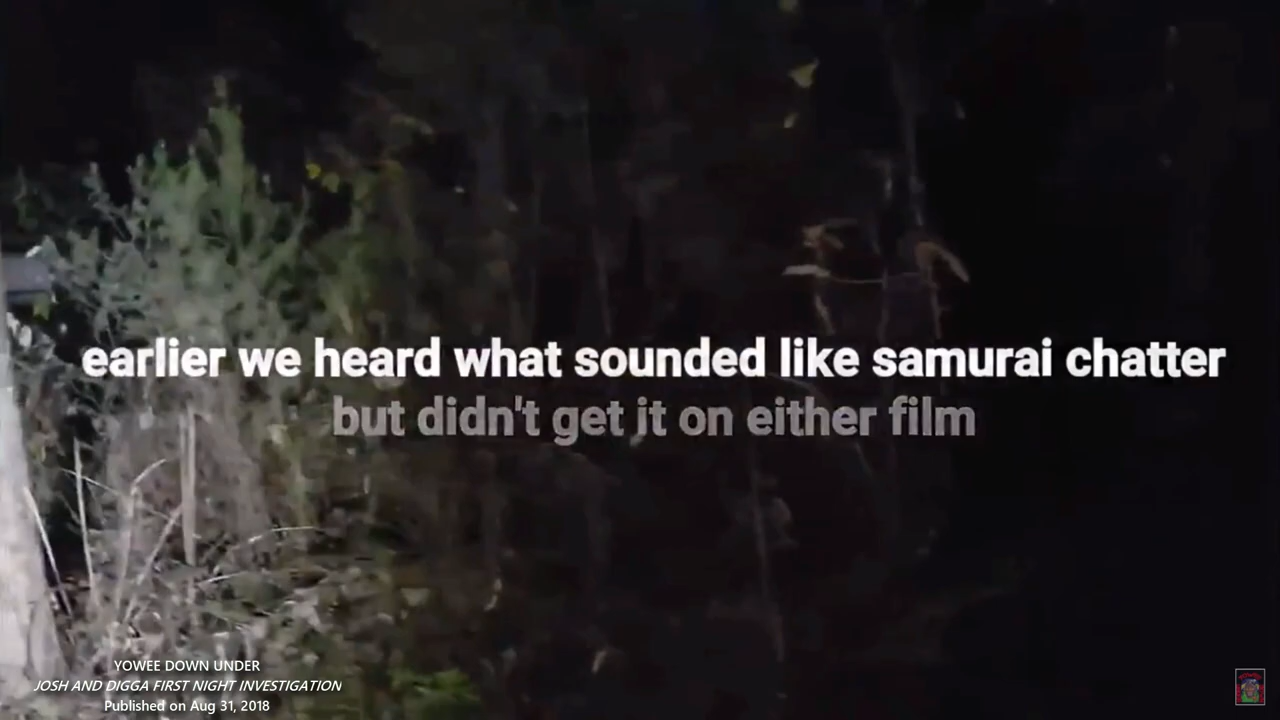 earlier we heard what sounded like samurai chatter
but didn't get it on either film
YOWEE DOWN UNDER
JOSH AND DIGGA FIRST NIGHT INVESTIGATION
Published on Aug 31, 2018